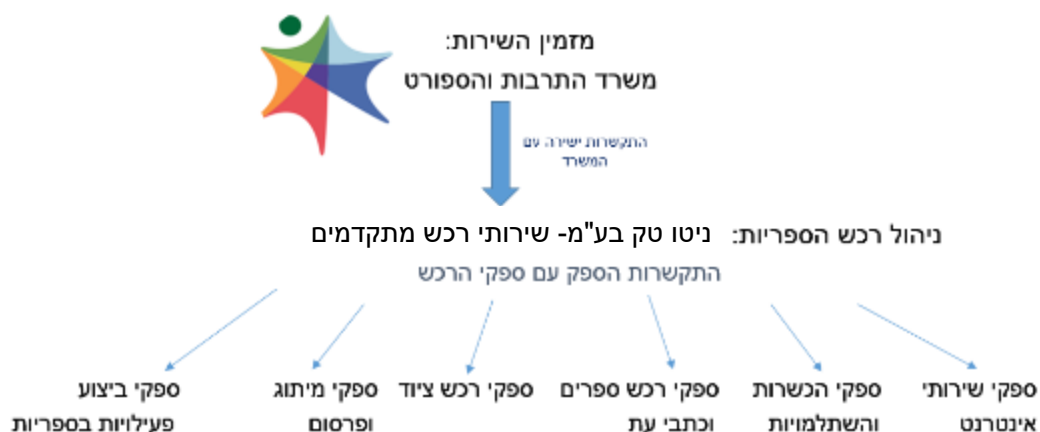 מזמין השירות:
משרד התרבות והספורט
התקשרות ישירה עם
המשרד
ניהול רכש הספריות: ניטו טק בע"מ- שירותי רכש מתקדמים
התקשרות הספק עם ספקי הרכש
ספקי שירותי
אינטרנט
ספקי הכשרות
והשתלמויות
ספקי רכש ספרים
וכתבי עת
ספקי רכש ציוד
ספקי מיתוג
ופרסום
ספקי ביצוע
פעילויות בספריות